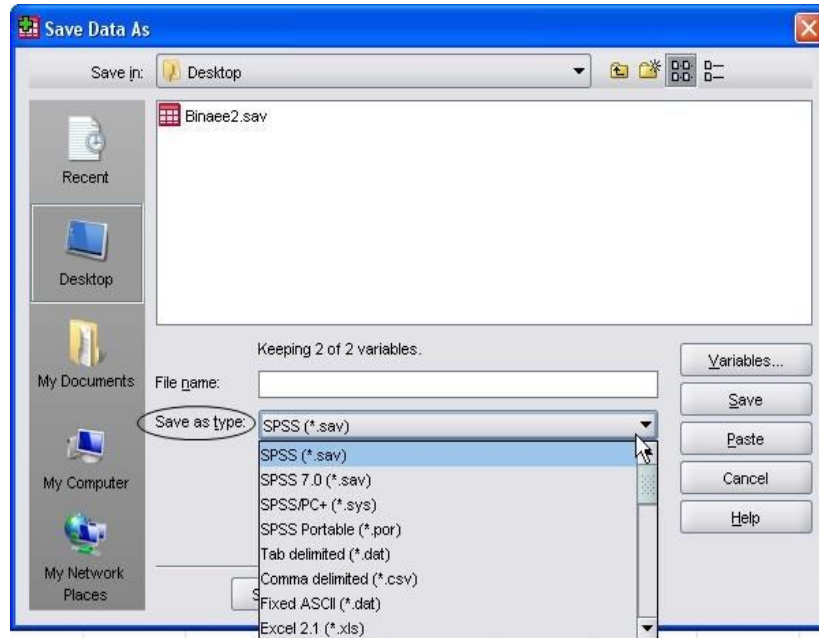 Save Data As
Save in: Desktop
Binaee2.sav
Recent
Desktop
My Documents
My Computer
My Network
Places
Keeping 2 of 2 variables.
File name:
Save as type: SPSS (*.sav)
SPSS (*.sav)
SPSS 7.0 (*.sav)
SPSS/PC+ (*.sys)
SPSS Portable (*.por)
Tab delimited (*.dat)
Comma delimited (*.csv)
Fixed ASCII (*.dat)
Excel 2.1 (*.xls)
Variables...
Save
Paste
Cancel
Help